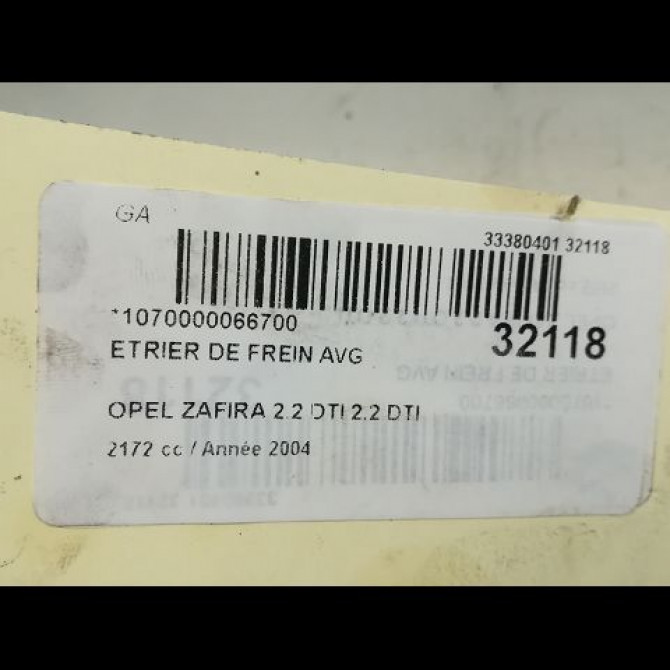 GA
33380401 32118
*1070000066700
32118
ETRIER DE FREIN AVG
OPEL ZAFIRA 2.2 DTI 2.2 DTI
2172 cc / Année 2004